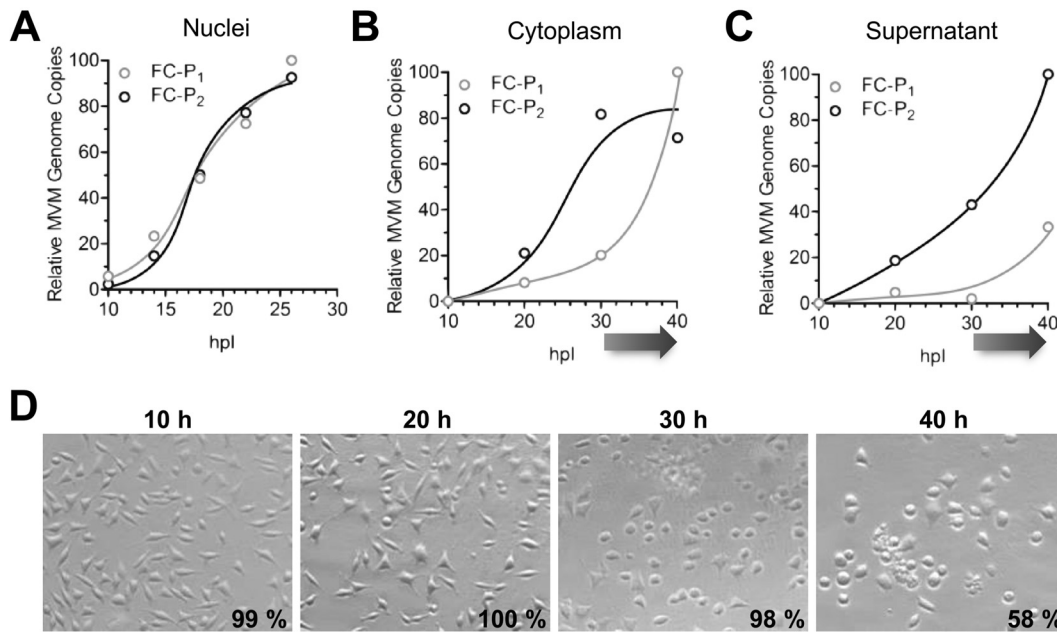 A
Nuclei
Relative MVM Genome Copies
100
80
60
40
20
0
FC-P₁
FC-P₂
10 15 20 25 30
hpI
B
Cytoplasm
Relative MVM Genome Copies
100
80
60
40
20
0
FC-P₁
FC-P₂
10 20 30 40
hpI
C
Supernatant
Relative MVM Genome Copies
100
80
60
40
20
0
FC-P₁
FC-P₂
10 20 30 40
hpI
D
10 h 20 h 30 h 40 h
99 % 100 % 98 % 58 %